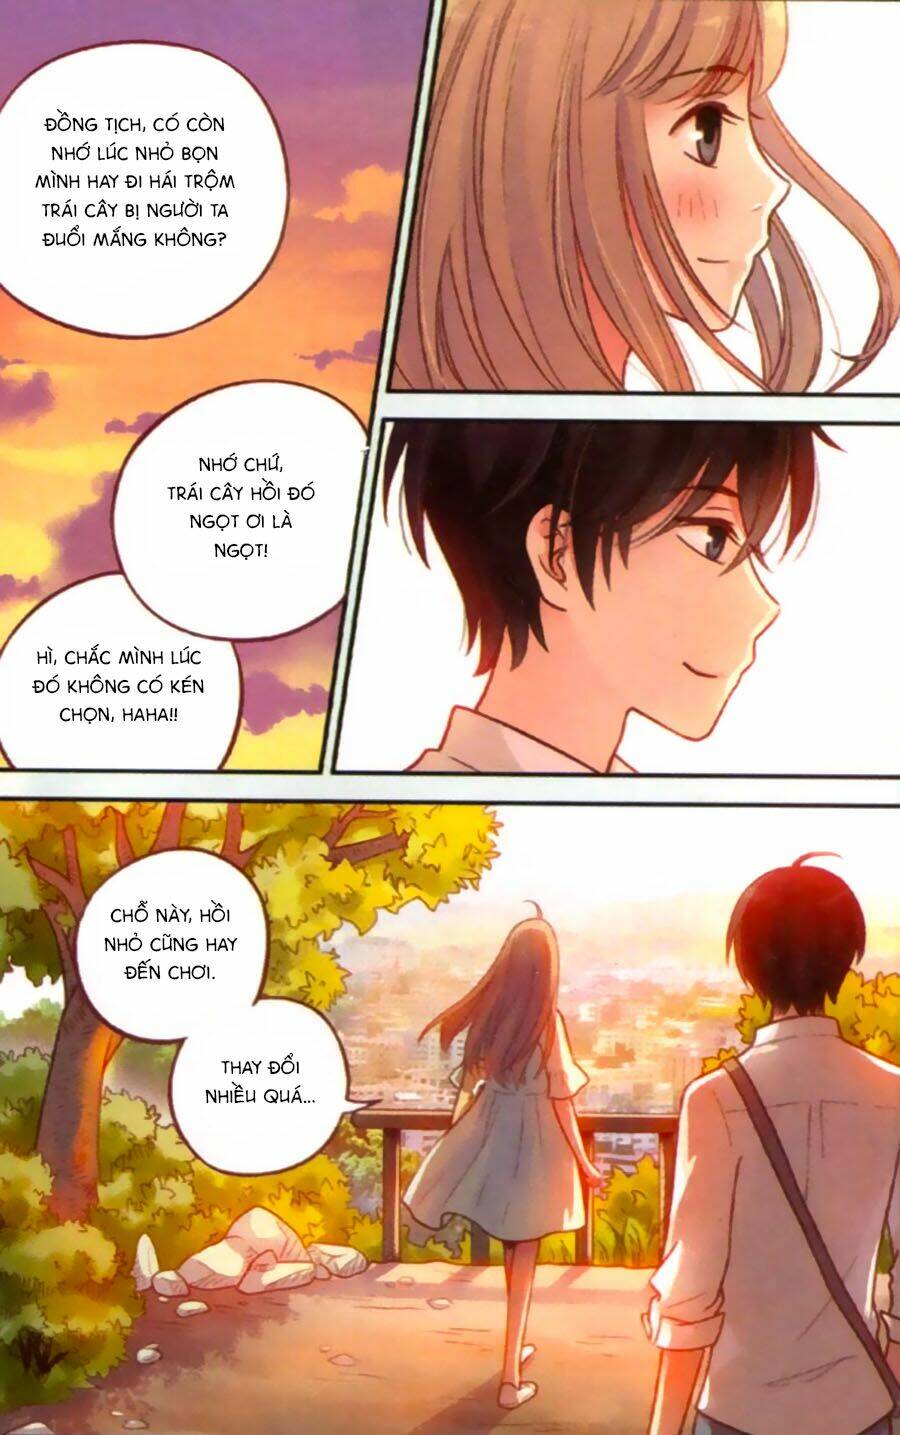 ĐỒNG TỊCH, CÓ CÒN
NHỚ LÚC NHỎ BỌN
MÌNH HAY ĐI HÁI TRỘM
TRÁI CÂY BỊ NGƯỜI TA
ĐUỔI MẮNG KHÔNG?
NHỚ CHỨ,
TRÁI CÂY HỒI ĐÓ
NGỌT ƠI LÀ
NGỌT!
HÌ, CHẮC MÌNH LÚC
ĐÓ KHÔNG CÓ KÉN
CHỌN, HAHA!!
CHỖ NÀY, HỒI
NHỎ CŨNG HAY
ĐẾN CHƠI.
THAY ĐỔI
NHIỀU QUÁ...